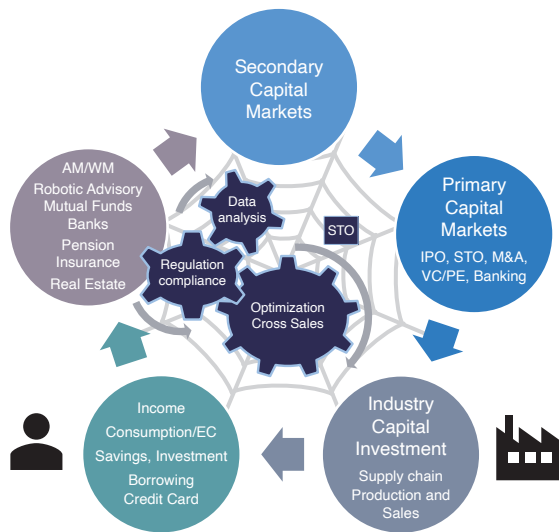 Secondary
Capital
Markets
AM/WM
Robotic Advisory
Mutual Funds
Banks
Pension
Insurance
Real Estate
Data
analysis
STO
Primary
Capital
Markets
IPO, STO, M&A,
VC/PE, Banking
Regulation
compliance
Optimization
Cross Sales
Income
Consumption/EC
Savings, Investment
Borrowing
Credit Card
Industry
Capital
Investment
Supply chain
Production and
Sales